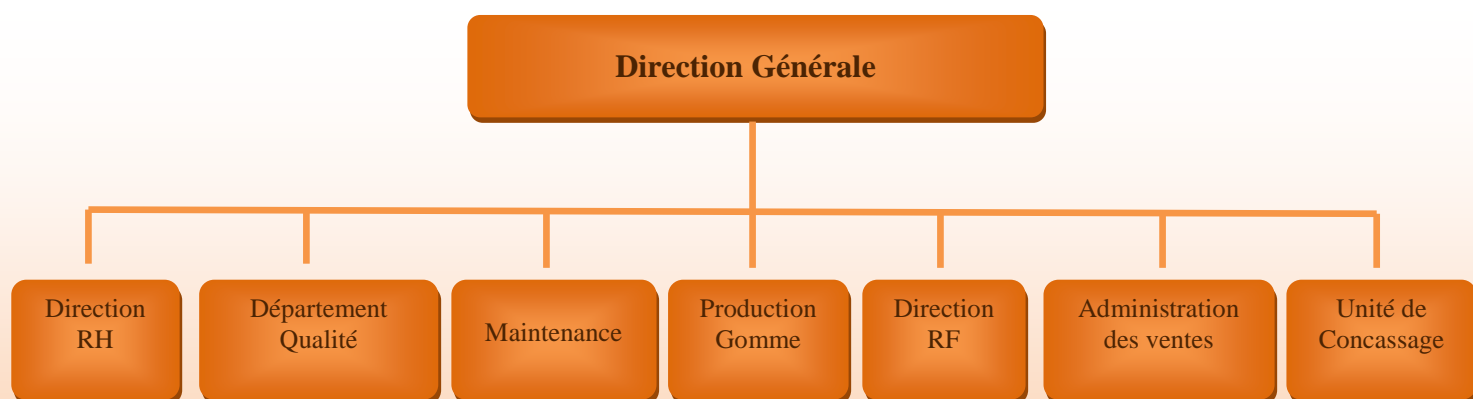 Direction Générale
Direction
RH
Département
Qualité
Maintenance
Production
Gomme
Direction
RF
Administration
des ventes
Unité de
Concassage